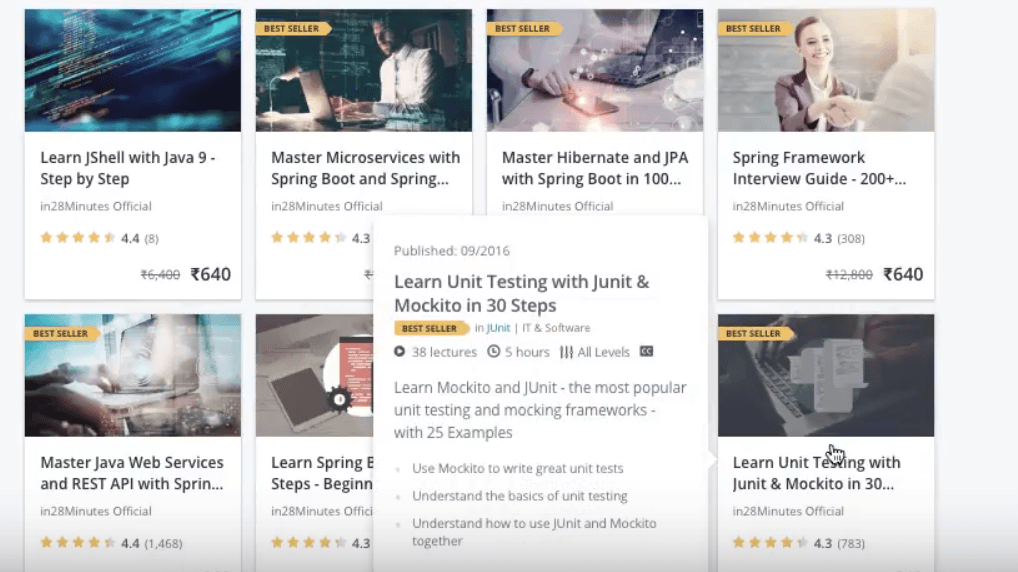 BEST SELLER
BEST SELLER
BEST SELLER
Learn JShell with Java 9 -
Step by Step
in28Minutes Official
4.4 (8)
₹6,400 ₹640
Master Microservices with
Spring Boot and Spring...
in28Minutes Official
4.3
Master Hibernate and JPA
with Spring Boot in 100...
in28Minutes Official
Spring Framework
Interview Guide - 200+...
in28Minutes Official
4.3 (308)
₹12,800 ₹640
Published: 09/2016
Learn Unit Testing with Junit &
Mockito in 30 Steps
BEST SELLER in JUnit | IT & Software
38 lectures 5 hours All Levels CC
Learn Mockito and JUnit - the most popular
unit testing and mocking frameworks -
with 25 Examples
Use Mockito to write great unit tests
Understand the basics of unit testing
Understand how to use JUnit and Mockito
together
BEST SELLER
Master Java Web Services
and REST API with Sprin...
in28Minutes Official
4.4 (1,468)
Learn Spring B
Steps - Beginn
in28Minutes Offici
4.3
BEST SELLER
Learn Unit Testing with
Junit & Mockito in 30...
in28Minutes Official
4.3 (783)